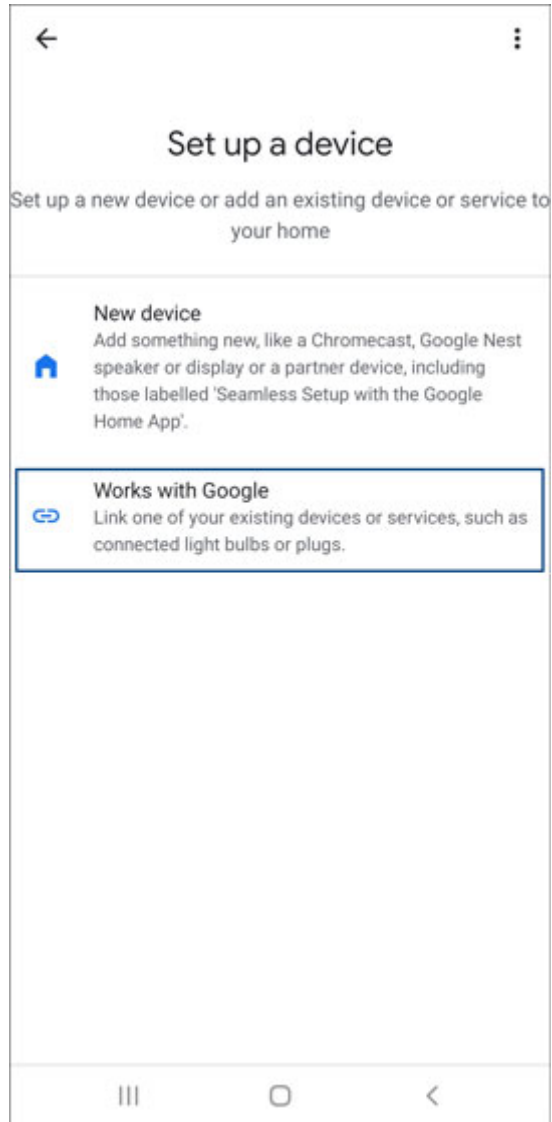 Set up a device
Set up a new device or add an existing device or service to
your home
New device
Add something new, like a Chromecast, Google Nest
speaker or display or a partner device, including
those labelled 'Seamless Setup with the Google
Home App'.
Works with Google
Link one of your existing devices or services, such as
connected light bulbs or plugs.